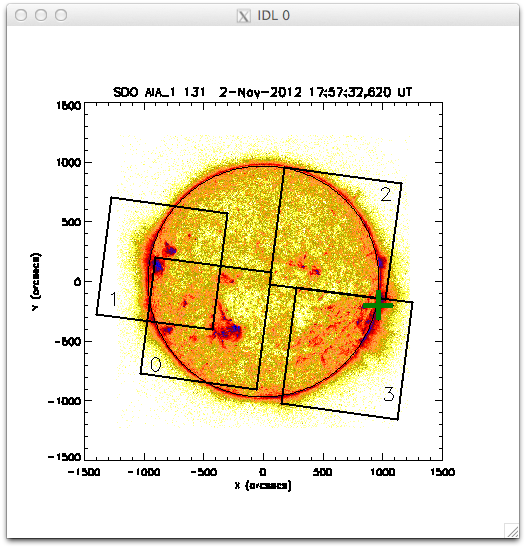 IDL 0
SDO AIA_1 131 2-Nov-2012 17:57:32.620 UT
1500
1000
500
0
-500
-1000
-1500
Y (arcsecs)
2
1
0
3
-1500 -1000 -500 0 500 1000 1500
X (arcsecs)